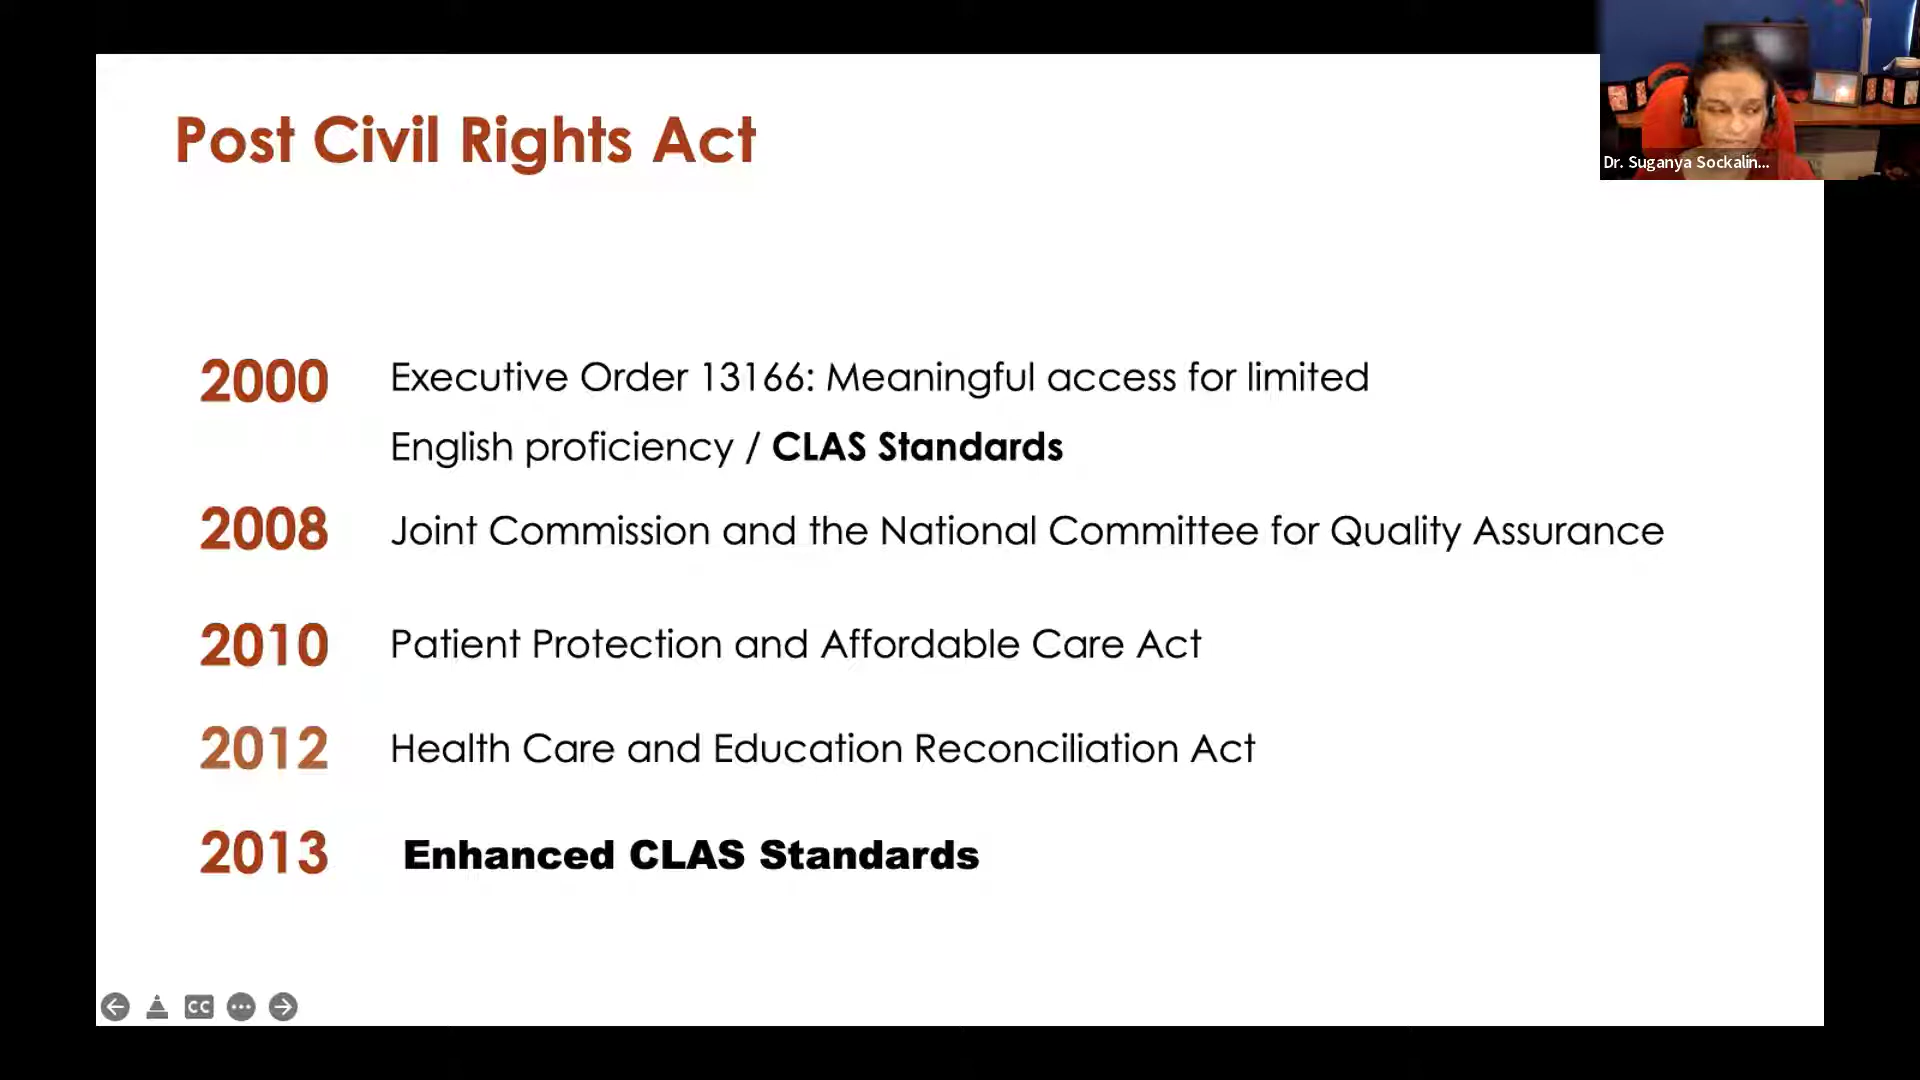 Post Civil Rights Act
Dr. Suganya Sockalin...
2000 Executive Order 13166: Meaningful access for limited
English proficiency / CLAS Standards
2008 Joint Commission and the National Committee for Quality Assurance
2010 Patient Protection and Affordable Care Act
2012 Health Care and Education Reconciliation Act
2013 Enhanced CLAS Standards
CC